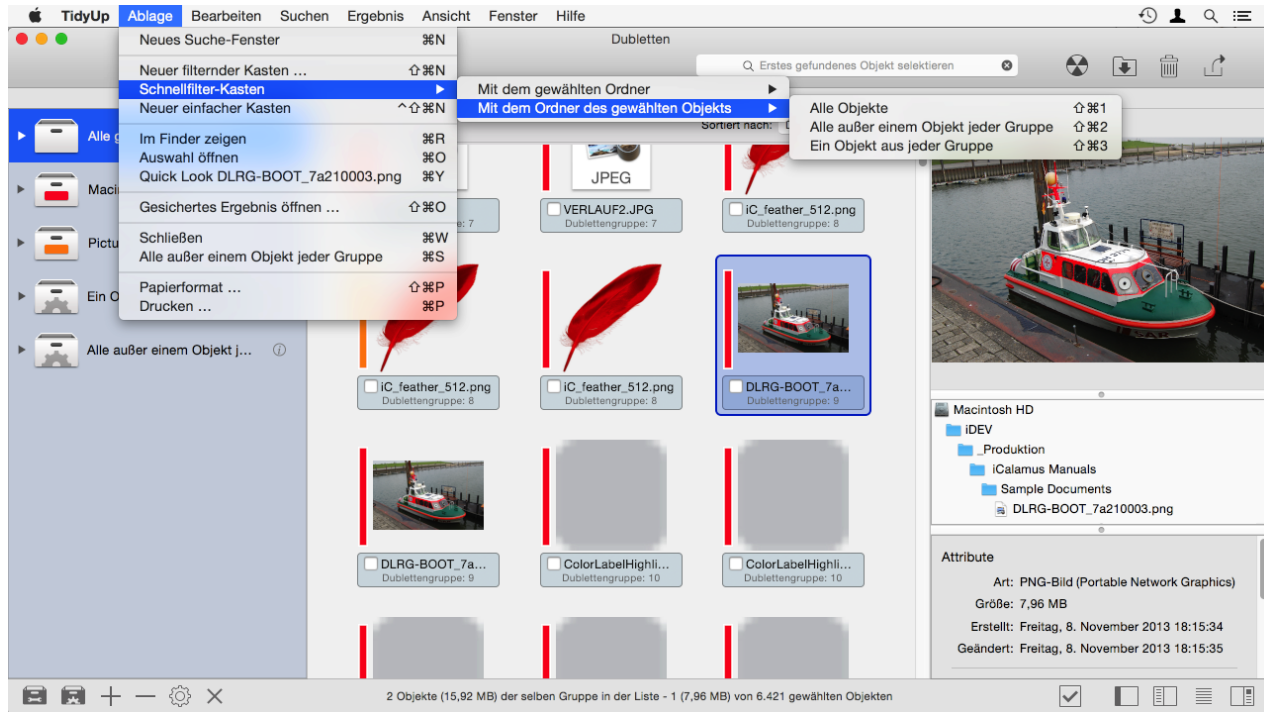 TidyUp Ablage Bearbeiten Suchen Ergebnis Ansicht Fenster Hilfe
Dubletten
Erstes gefundenes Objekt selektieren
Neues Suche-Fenster ⌘N
Neuer filternder Kasten ... ⇧⌘N
Schnellfilter-Kasten
Neuer einfacher Kasten ^⇧⌘N
Im Finder zeigen ⌘R
Auswahl öffnen ⌘O
Quick Look DLRG-BOOT_7a210003.png ⌘Y
Gesichertes Ergebnis öffnen ... ⇧⌘O
Schließen ⌘W
Alle außer einem Objekt jeder Gruppe ⌘S
Papierformat ... ⇧⌘P
Drucken ... ⌘P
Mit dem gewählten Ordner
Mit dem Ordner des gewählten Objekts
Alle Objekte ⇧⌘1
Alle außer einem Objekt jeder Gruppe ⇧⌘2
Ein Objekt aus jeder Gruppe ⇧⌘3
Sortiert nach:
Alle
Ein
Alle außer einem Objekt j...
JPEG
VERLAUF2.JPG
Dublettengruppe: 7
iC_feather_512.png
Dublettengruppe: 8
iC_feather_512.png
Dublettengruppe: 8
iC_feather_512.png
Dublettengruppe: 8
DLRG-BOOT_7a...
Dublettengruppe: 9
DLRG-BOOT_7a...
Dublettengruppe: 9
ColorLabelHighli...
Dublettengruppe: 10
ColorLabelHighli...
Dublettengruppe: 10
Macintosh HD
iDEV
_Produktion
iCalamus Manuals
Sample Documents
DLRG-BOOT_7a210003.png
Attribute
Art: PNG-Bild (Portable Network Graphics)
Größe: 7,96 MB
Erstellt: Freitag, 8. November 2013 18:15:34
Geändert: Freitag, 8. November 2013 18:15:35
2 Objekte (15,92 MB) der selben Gruppe in der Liste - 1 (7,96 MB) von 6.421 gewählten Objekten